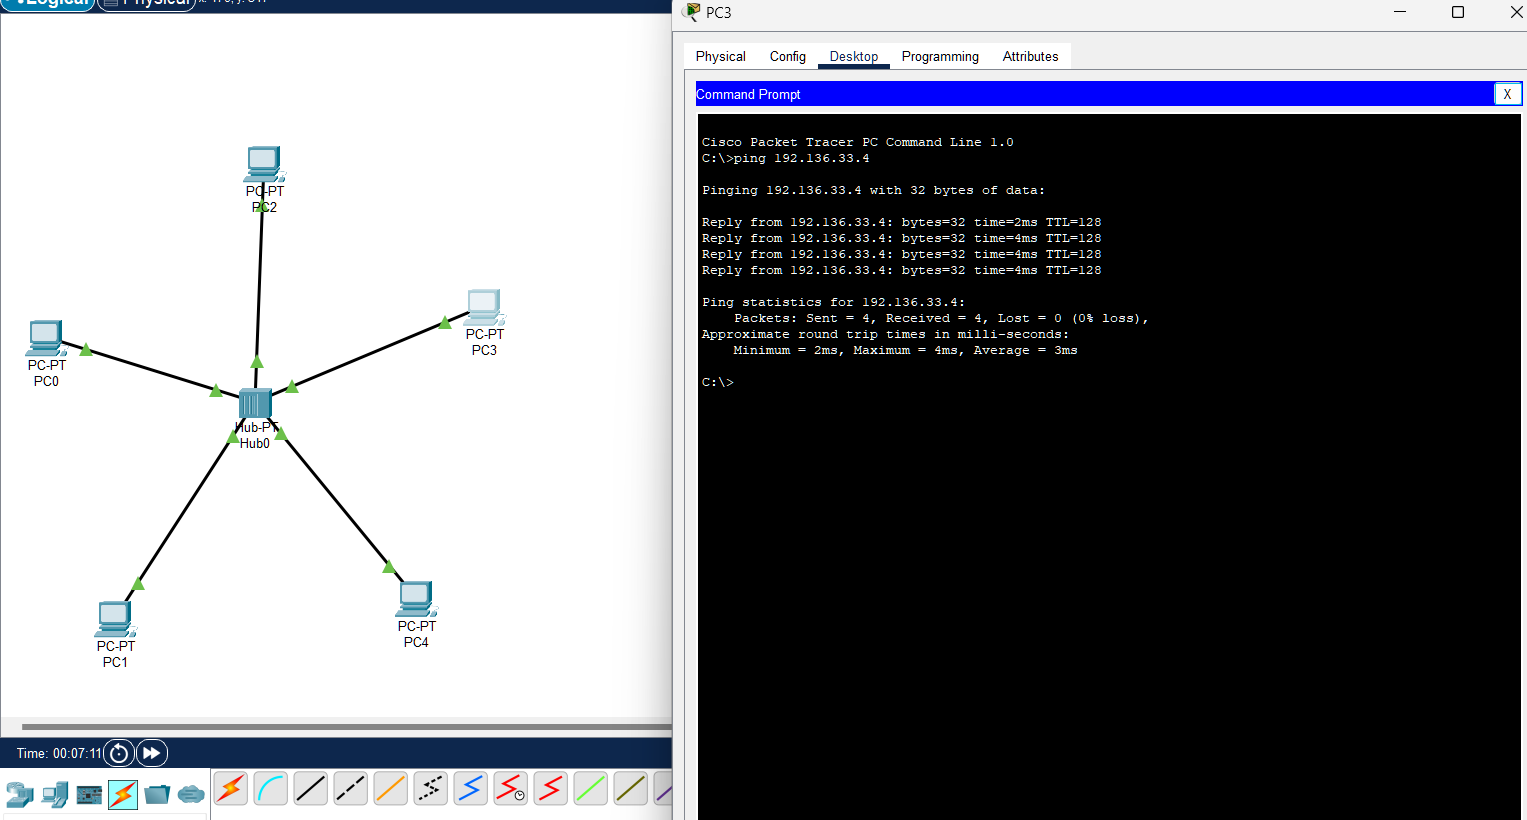 Logical Physical
PC3
Physical Config Desktop Programming Attributes
Command Prompt
X
Cisco Packet Tracer PC Command Line 1.0
C:\>ping 192.136.33.4
Pinging 192.136.33.4 with 32 bytes of data:
Reply from 192.136.33.4: bytes=32 time=2ms TTL=128
Reply from 192.136.33.4: bytes=32 time=4ms TTL=128
Reply from 192.136.33.4: bytes=32 time=4ms TTL=128
Reply from 192.136.33.4: bytes=32 time=4ms TTL=128
Ping statistics for 192.136.33.4:
Packets: Sent = 4, Received = 4, Lost = 0 (0% loss),
Approximate round trip times in milli-seconds:
Minimum = 2ms, Maximum = 4ms, Average = 3ms
C:\>
PC-PT
PC2
PC-PT
PC3
PC-PT
PC0
Hub-PT
Hub0
PC-PT
PC4
PC-PT
PC1
Time: 00:07:11